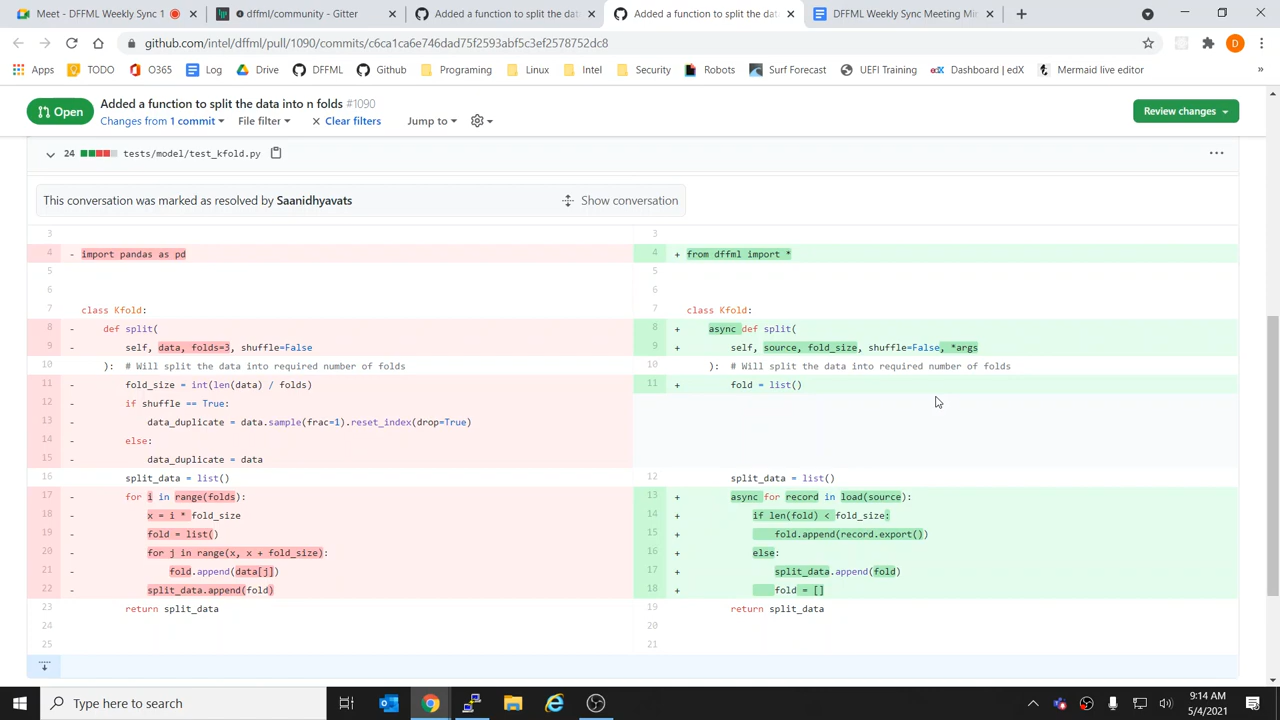 Meet - DFFML Weekly Sync 1
dffml/community - Gitter
Added a function to split the dat
Added a function to split the dat
DFFML Weekly Sync Meeting Mi
github.com/intel/dffml/pull/1090/commits/c6ca1ca6e746dad75f2593abf5c3bf2578752dc8
D
Apps
TODO
O365
Log
Drive
DFFML
Github
Programing
Linux
Intel
Security
Robots
Surf Forecast
UEFI Training
Dashboard | edX
Mermaid live editor
»
Open
Added a function to split the data into n folds #1090
Changes from 1 commit
File filter
Clear filters
Jump to
Review changes
24 tests/model/test_kfold.py
This conversation was marked as resolved by Saanidhyavats
Show conversation
3
4 - import pandas as pd
5
6
7 class Kfold:
8 - def split(
9 - self, data, folds=3, shuffle=False
10 ): # Will split the data into required number of folds
11 - fold_size = int(len(data) / folds)
12 - if shuffle == True:
13 - data_duplicate = data.sample(frac=1).reset_index(drop=True)
14 - else:
15 - data_duplicate = data
16 split_data = list()
17 - for i in range(folds):
18 - x = i * fold_size
19 - fold = list()
20 - for j in range(x, x + fold_size):
21 - fold.append(data[j])
22 - split_data.append(fold)
23 return split_data
24
25
3
4 + from dffml import *
5
6
7 class Kfold:
8 + async def split(
9 + self, source, fold_size, shuffle=False, *args
10 ): # Will split the data into required number of folds
11 + fold = list()
12 split_data = list()
13 + async for record in load(source):
14 + if len(fold) < fold_size:
15 + fold.append(record.export())
16 + else:
17 + split_data.append(fold)
18 + fold = []
19 return split_data
20
21
Type here to search
9:14 AM
5/4/2021